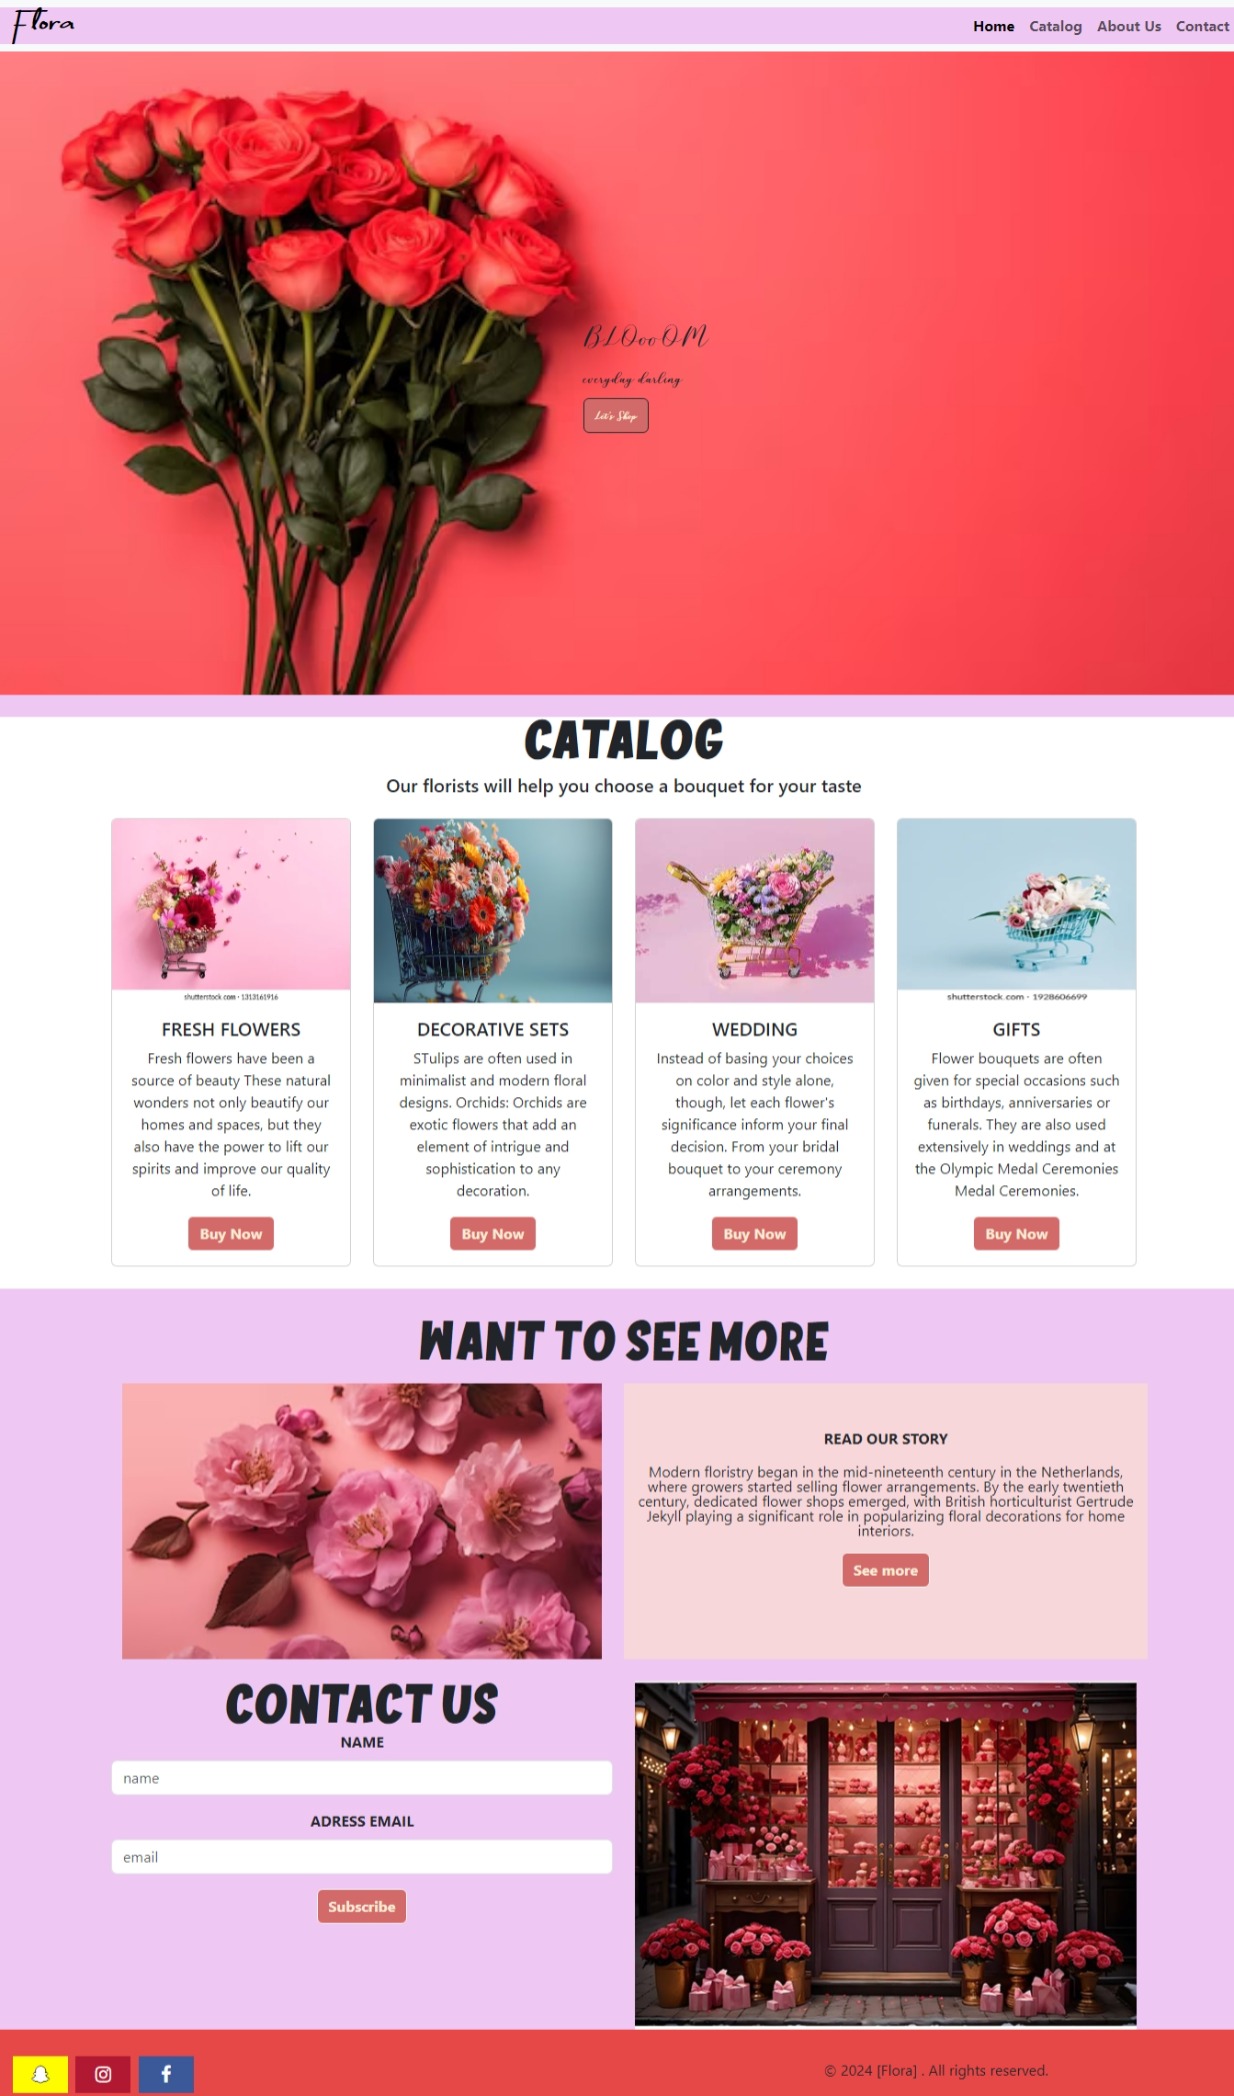 Flora
Home Catalog About Us Contact
BLOooOM
everyday darling
Let's Shop
CATALOG
Our florists will help you choose a bouquet for your taste
shutterstock.com · 1313161916
FRESH FLOWERS
Fresh flowers have been a
source of beauty These natural
wonders not only beautify our
homes and spaces, but they
also have the power to lift our
spirits and improve our quality
of life.
Buy Now
DECORATIVE SETS
STulips are often used in
minimalist and modern floral
designs. Orchids: Orchids are
exotic flowers that add an
element of intrigue and
sophistication to any
decoration.
Buy Now
WEDDING
Instead of basing your choices
on color and style alone,
though, let each flower's
significance inform your final
decision. From your bridal
bouquet to your ceremony
arrangements.
Buy Now
shutterstock.com · 1928606699
GIFTS
Flower bouquets are often
given for special occasions such
as birthdays, anniversaries or
funerals. They are also used
extensively in weddings and at
the Olympic Medal Ceremonies
Medal Ceremonies.
Buy Now
WANT TO SEE MORE
READ OUR STORY
Modern floristry began in the mid-nineteenth century in the Netherlands,
where growers started selling flower arrangements. By the early twentieth
century, dedicated flower shops emerged, with British horticulturist Gertrude
Jekyll playing a significant role in popularizing floral decorations for home
interiors.
See more
CONTACT US
NAME
name
ADRESS EMAIL
email
Subscribe
© 2024 [Flora] . All rights reserved.